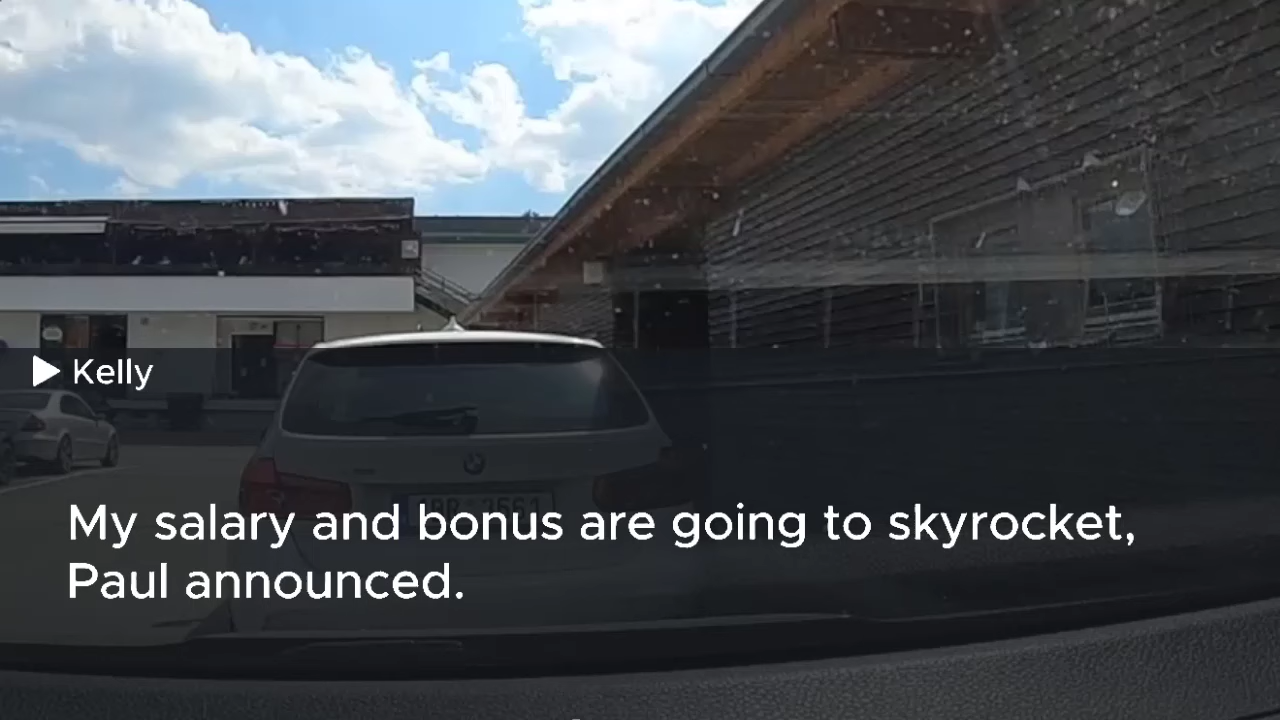 Kelly
My salary and bonus are going to skyrocket,
Paul announced.